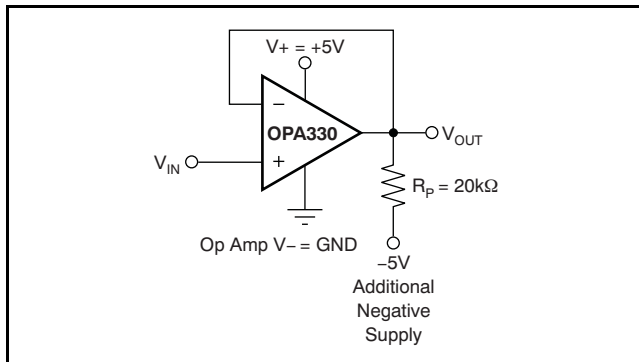 V+ = +5V
−
OPA330
+
V_IN
V_OUT
R_P = 20kΩ
Op Amp V− = GND
−5V
Additional
Negative
Supply